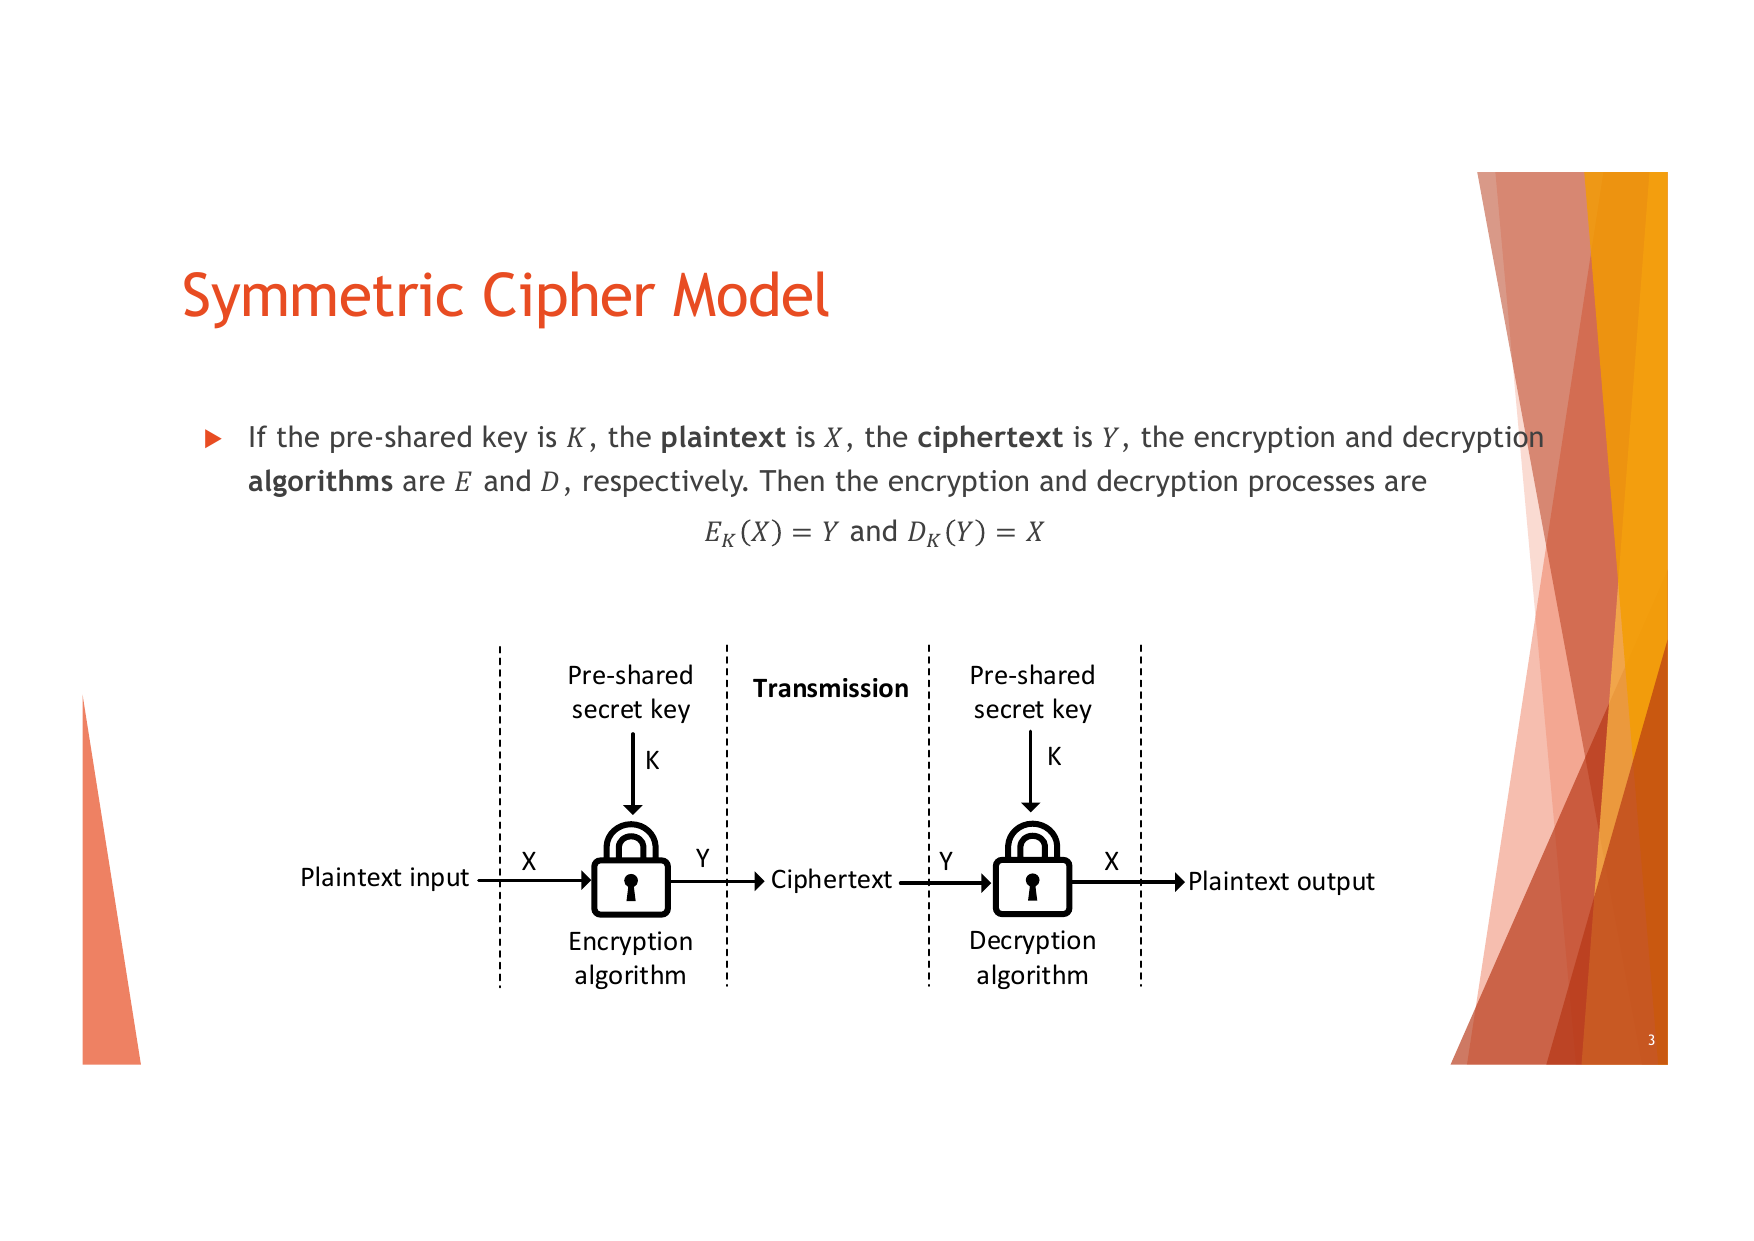 Symmetric Cipher Model
If the pre-shared key is 𝐾, the plaintext is 𝑋, the ciphertext is 𝑌, the encryption and decryption
algorithms are 𝐸 and 𝐷, respectively. Then the encryption and decryption processes are
𝐸_𝐾(𝑋) = 𝑌 and 𝐷_𝐾(𝑌) = 𝑋
Pre-shared
secret key
Transmission
Pre-shared
secret key
K
K
Plaintext input
X
Y
Ciphertext
Y
X
Plaintext output
Encryption
algorithm
Decryption
algorithm
3